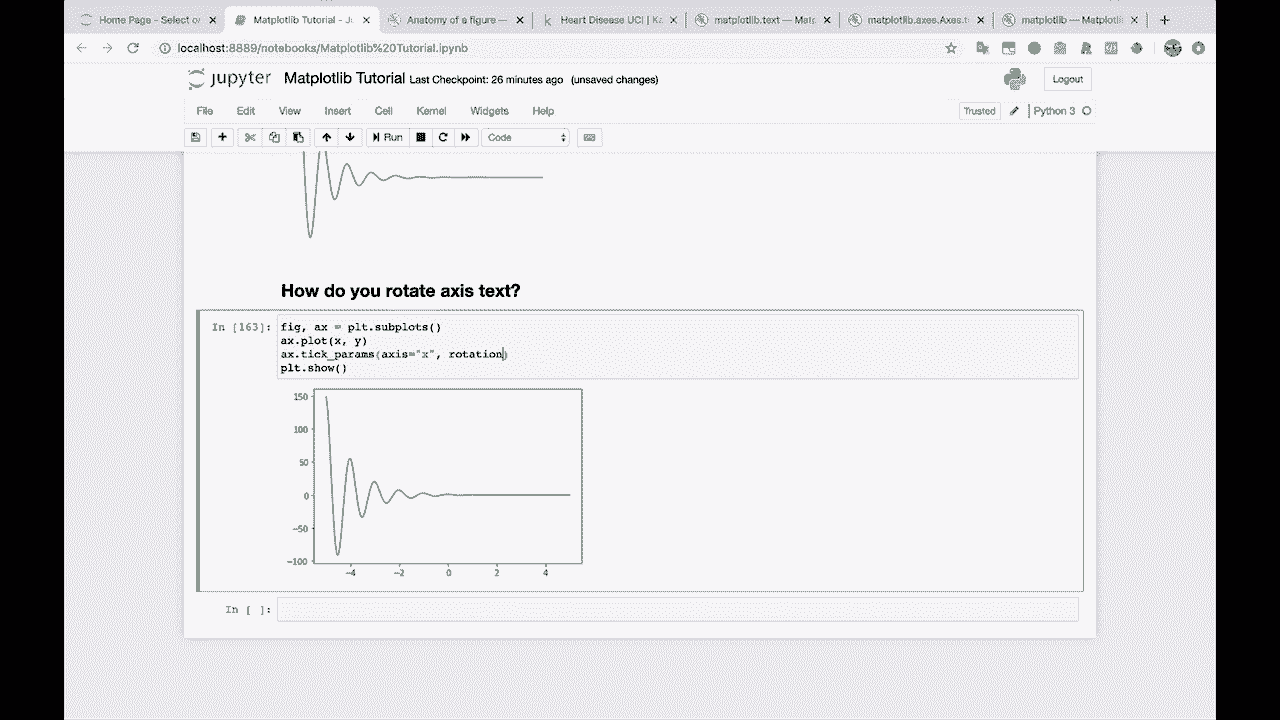 Home Page - Select or
Matplotlib Tutorial - Ju
Anatomy of a figure —
Heart Disease UCI | Ka
matplotlib.text — Mat
matplotlib.axes.Axes.t
matplotlib — Matplotli
localhost:8889/notebooks/Matplotlib%20Tutorial.ipynb
jupyter Matplotlib Tutorial Last Checkpoint: 26 minutes ago (unsaved changes) Logout
File Edit View Insert Cell Kernel Widgets Help Trusted Python 3
Run Code
How do you rotate axis text?
In [163]: fig, ax = plt.subplots()
ax.plot(x, y)
ax.tick_params(axis="x", rotation)
plt.show()
150
100
50
0
−50
−100
−4 −2 0 2 4
In [ ]: